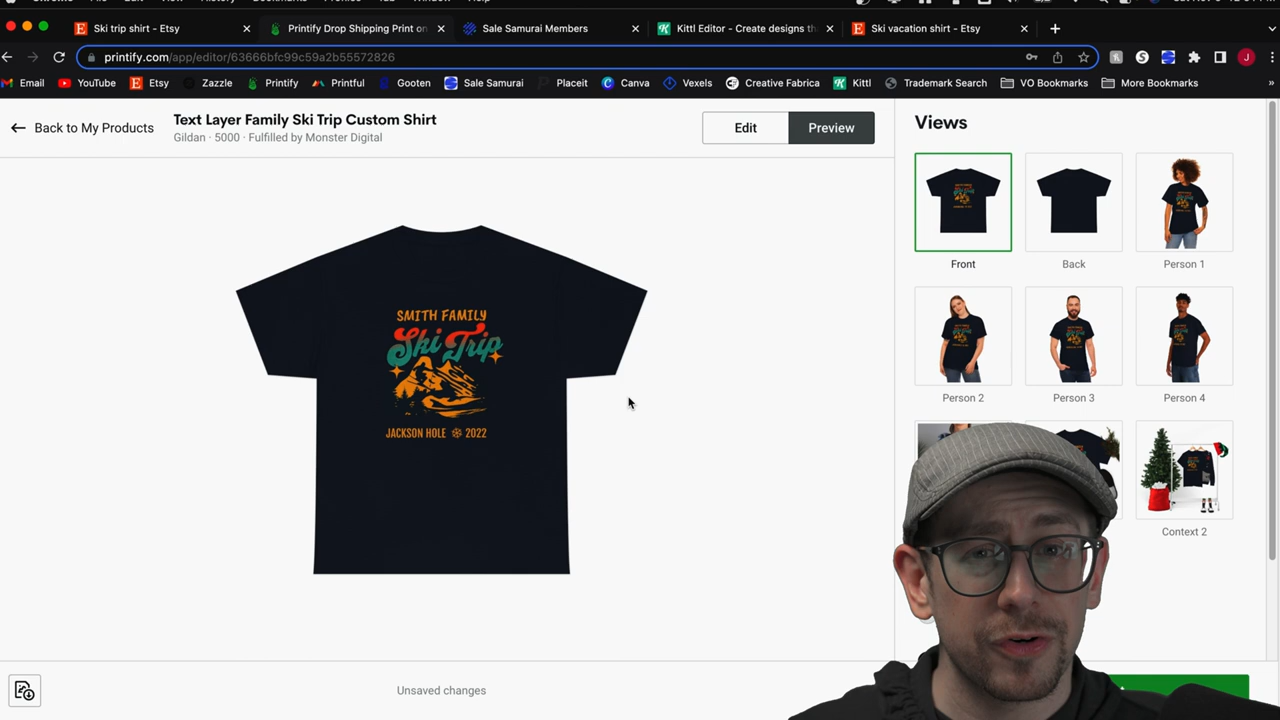 Ski trip shirt - Etsy
Printify Drop Shipping Print on
Sale Samurai Members
Kittl Editor - Create designs th
Ski vacation shirt - Etsy
printify.com/app/editor/63666bfc99c59a2b55572826
Email
YouTube
Etsy
Zazzle
Printify
Printful
Gooten
Sale Samurai
Placeit
Canva
Vexels
Creative Fabrica
Kittl
Trademark Search
VO Bookmarks
More Bookmarks
Back to My Products
Text Layer Family Ski Trip Custom Shirt
Gildan · 5000 · Fulfilled by Monster Digital
Edit
Preview
Views
Front
Back
Person 1
Person 2
Person 3
Person 4
Context 2
SMITH FAMILY
Ski Trip
JACKSON HOLE ❄ 2022
Unsaved changes